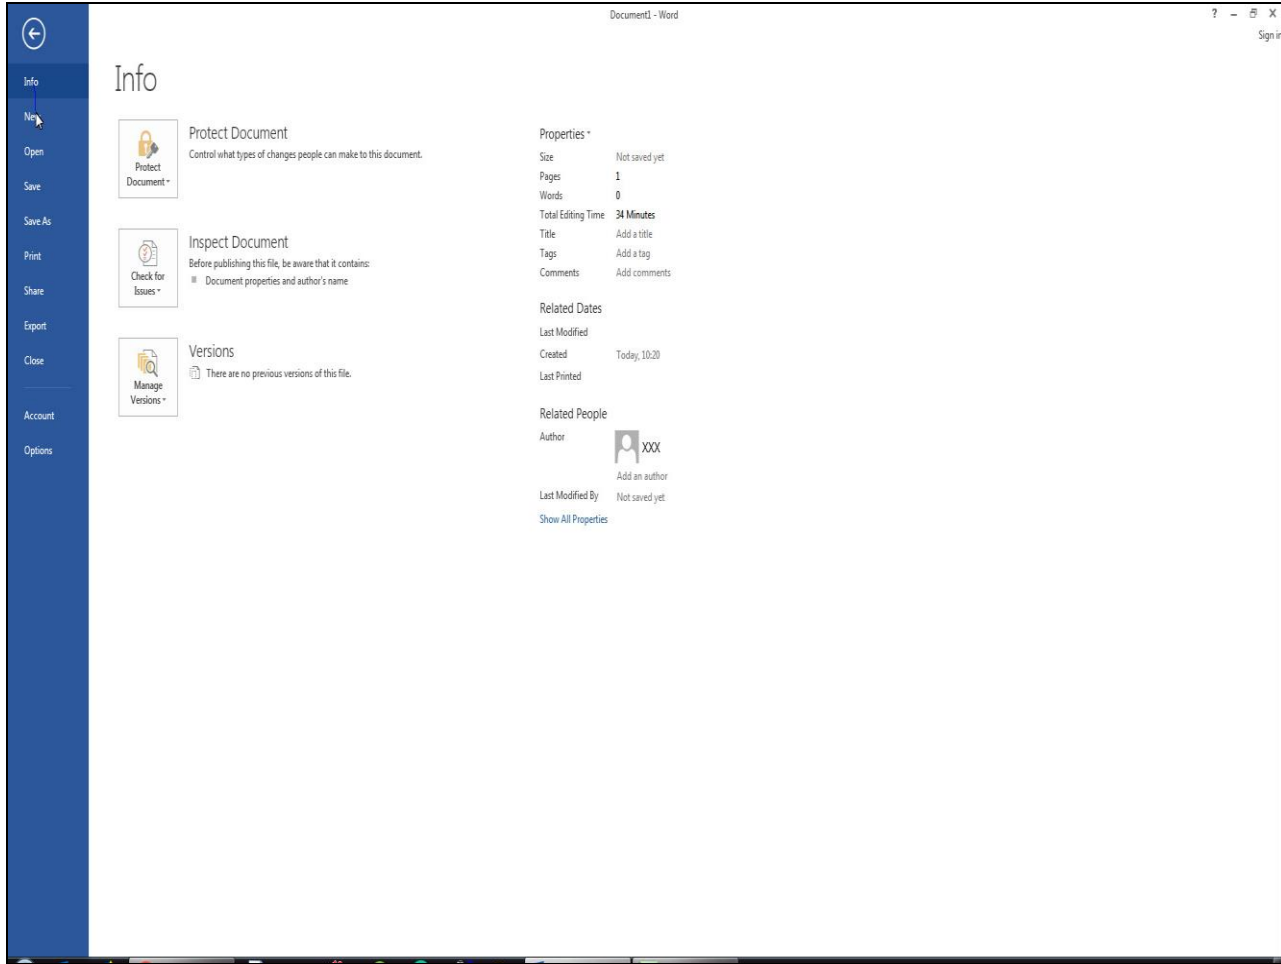 Document1 - Word
? 
Sign in
Info
New
Open
Save
Save As
Print
Share
Export
Close
Account
Options
Info
Protect
Document
Protect Document
Control what types of changes people can make to this document.
Check for
Issues
Inspect Document
Before publishing this file, be aware that it contains:
Document properties and author's name
Manage
Versions
Versions
There are no previous versions of this file.
Properties
Size Not saved yet
Pages 1
Words 0
Total Editing Time 34 Minutes
Title Add a title
Tags Add a tag
Comments Add comments
Related Dates
Last Modified
Created Today, 10:20
Last Printed
Related People
Author XXX
Add an author
Last Modified By Not saved yet
Show All Properties